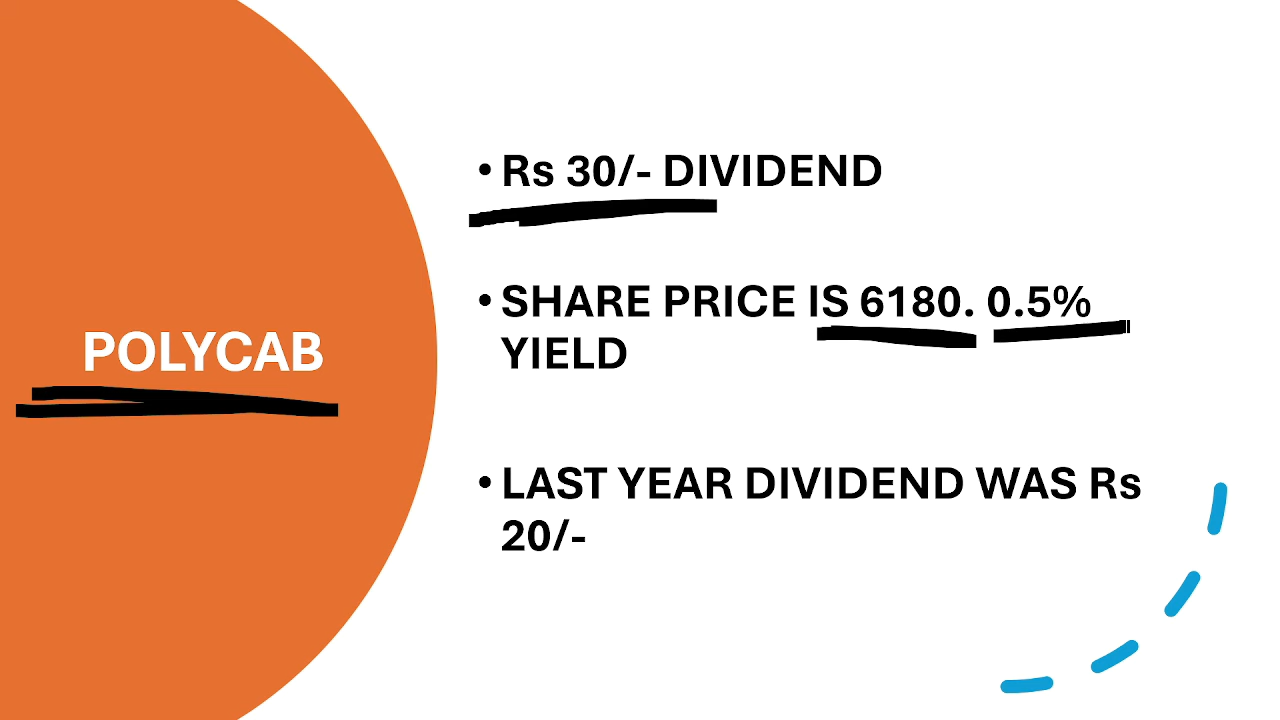 POLYCAB
• Rs 30/- DIVIDEND
• SHARE PRICE IS 6180. 0.5%
YIELD
• LAST YEAR DIVIDEND WAS Rs
20/-